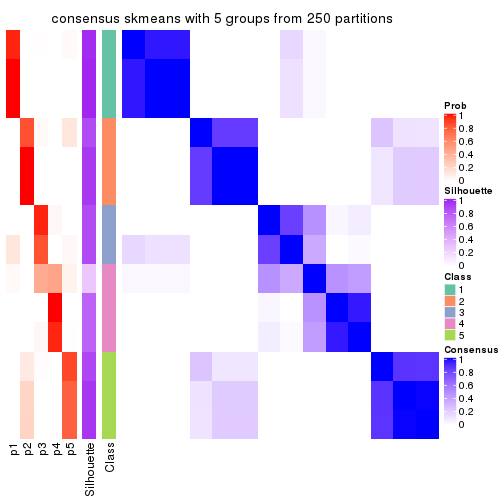 consensus skmeans with 5 groups from 250 partitions
Prob
1
0.8
0.6
0.4
0.2
0
Silhouette
1
0.8
0.6
0.4
0.2
0
Class
1
2
3
4
5
Consensus
1
0.8
0.6
0.4
0.2
0
p1
p2
p3
p4
p5
Silhouette
Class